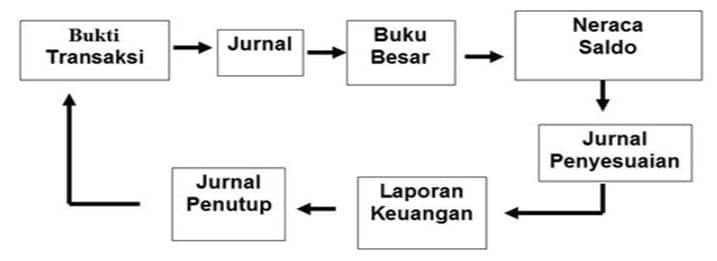 Bukti
Transaksi
Jurnal
Buku
Besar
Neraca
Saldo
Jurnal
Penyesuaian
Laporan
Keuangan
Jurnal
Penutup